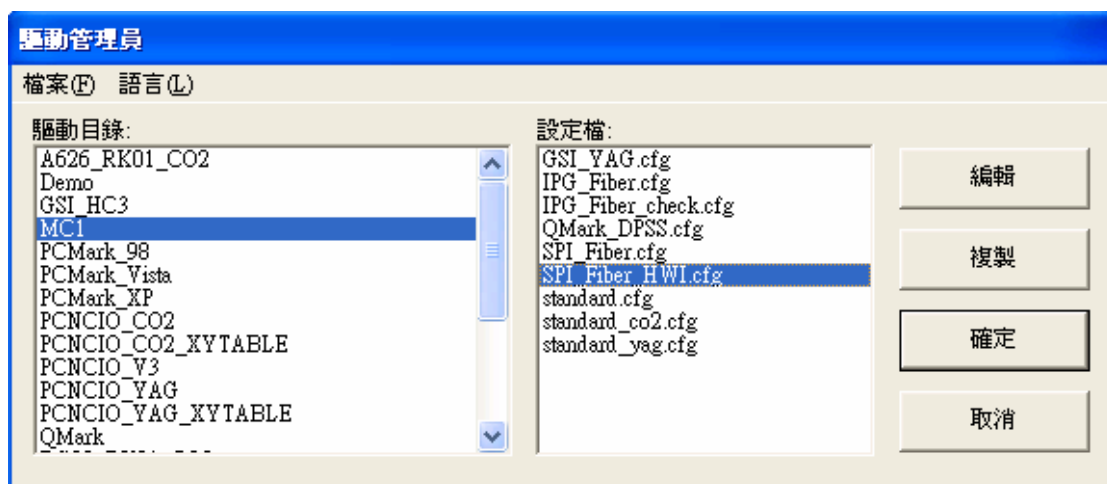 驅動管理員
檔案(F) 語言(L)
驅動目錄:
A626_RK01_CO2
Demo
GSI_HC3
MC1
PCMark_98
PCMark_Vista
PCMark_XP
PCNCIO_CO2
PCNCIO_CO2_XYTABLE
PCNCIO_V3
PCNCIO_YAG
PCNCIO_YAG_XYTABLE
QMark
設定檔:
GSI_YAG.cfg
IPG_Fiber.cfg
IPG_Fiber_check.cfg
QMark_DPSS.cfg
SPI_Fiber.cfg
SPI_Fiber_HWI.cfg
standard.cfg
standard_co2.cfg
standard_yag.cfg
編輯
複製
確定
取消